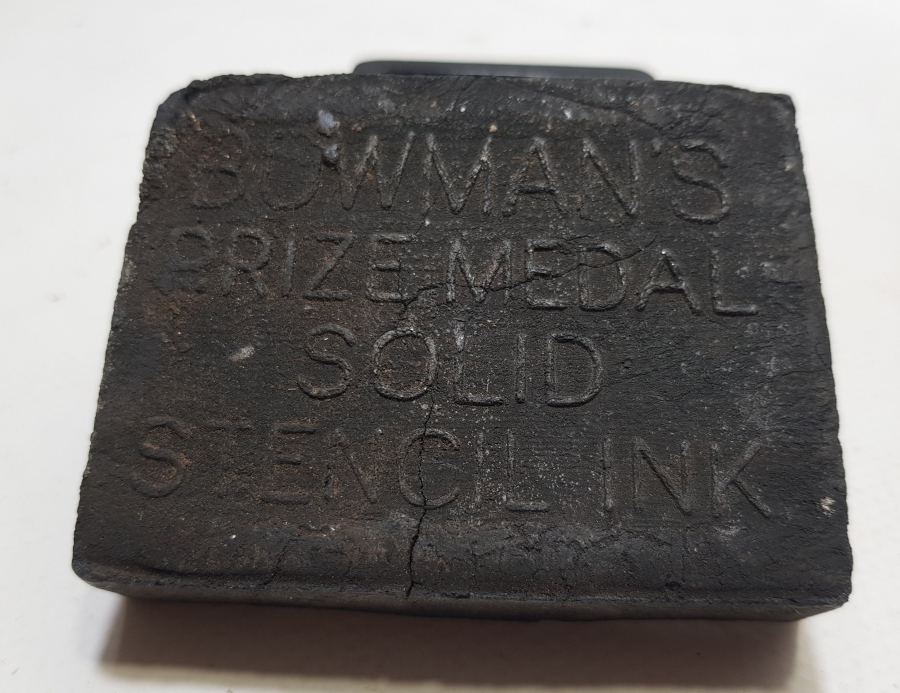 BOWMAN'S
PRIZE MEDAL
SOLID
STENCIL INK